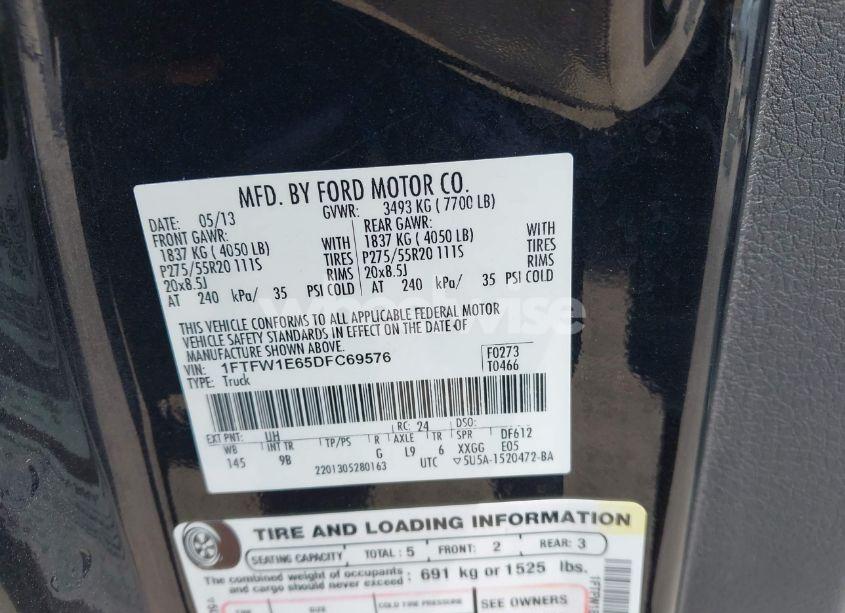 MFD. BY FORD MOTOR CO.
DATE: 05/13 GVWR: 3493 KG ( 7700 LB)
FRONT GAWR: REAR GAWR:
1837 KG ( 4050 LB) WITH 1837 KG ( 4050 LB) WITH
P275/55R20 111S TIRES P275/55R20 111S TIRES
20x8.5J RIMS 20x8.5J RIMS
AT 240 kPa/ 35 PSI COLD AT 240 kPa/ 35 PSI COLD
THIS VEHICLE CONFORMS TO ALL APPLICABLE FEDERAL MOTOR
VEHICLE SAFETY STANDARDS IN EFFECT ON THE DATE OF
MANUFACTURE SHOWN ABOVE.
VIN: 1FTFW1E65DFC69576 F0273
TYPE: Truck T0466
EXT PNT: UH RC: 24 DSO:
WB INT TR TP/PS R AXLE TR SPR DF612
145 9B G L9 6 XXGG E05
2201305280163 UTC ▽5U5A-1520472-BA
TIRE AND LOADING INFORMATION
SEATING CAPACITY TOTAL : 5 FRONT: 2 REAR: 3
The combined weight of occupants
and cargo should never exceed : 691 kg or 1525 lbs.
TIRE SIZE COLD TIRE PRESSURE SEE OWNERS